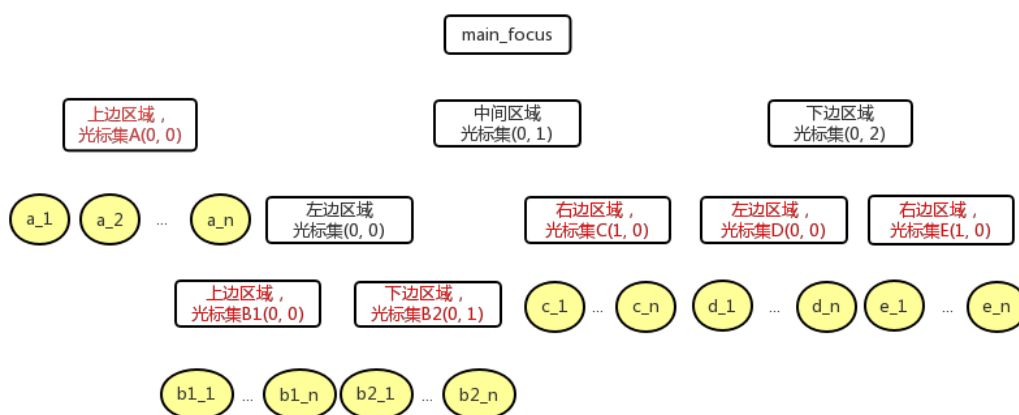 main_focus
上边区域，
光标集A(0, 0)
中间区域,
光标集(0, 1)
下边区域,
光标集(0, 2)
a_1 a_2 ... a_n
左边区域,
光标集(0, 0)
右边区域，
光标集C(1, 0)
左边区域，
光标集D(0, 0)
右边区域，
光标集E(1, 0)
上边区域，
光标集B1(0, 0)
下边区域，
光标集B2(0, 1)
c_1 ... c_n d_1 ... d_n e_1 ... e_n
b1_1 ... b1_n b2_1 ... b2_n